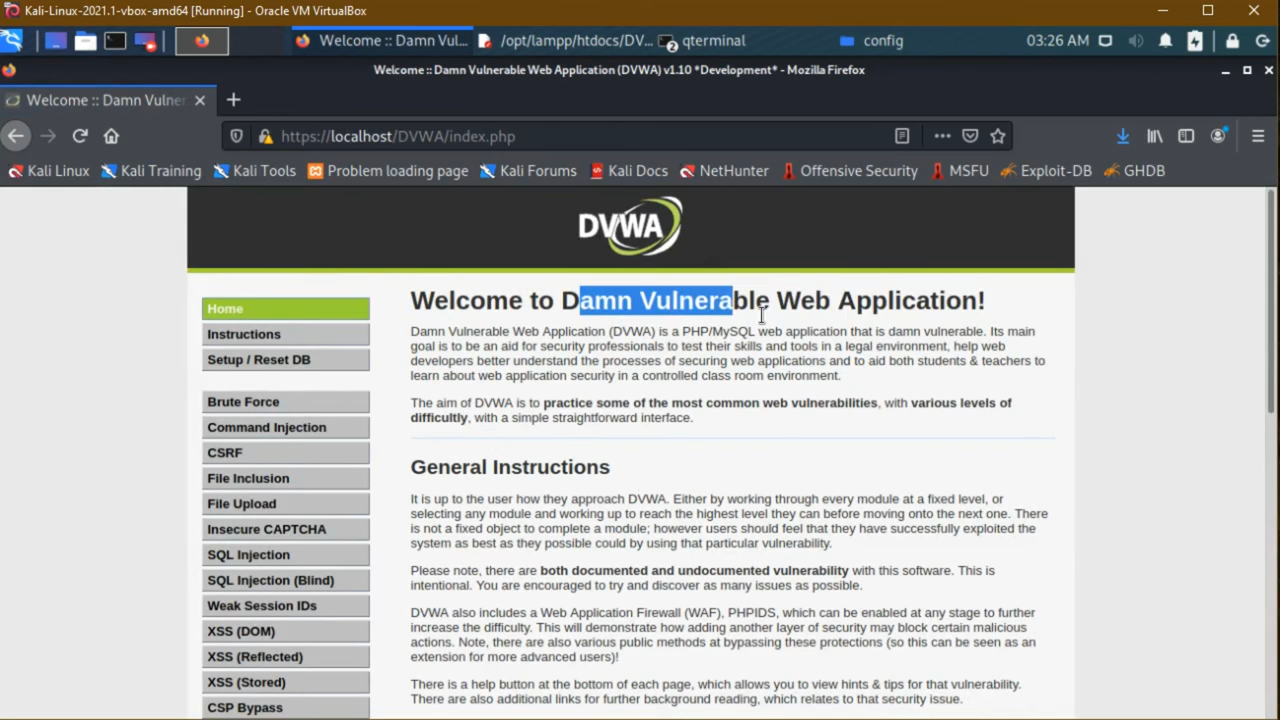 Kali-Linux-2021.1-vbox-amd64 [Running] - Oracle VM VirtualBox
Welcome :: Damn Vul... /opt/lampp/htdocs/DV... 2 qterminal config 03:26 AM
Welcome :: Damn Vulnerable Web Application (DVWA) v1.10 *Development* - Mozilla Firefox
Welcome :: Damn Vulner
https://localhost/DVWA/index.php
Kali Linux Kali Training Kali Tools Problem loading page Kali Forums Kali Docs NetHunter Offensive Security MSFU Exploit-DB GHDB
DVWA
Home
Instructions
Setup / Reset DB
Brute Force
Command Injection
CSRF
File Inclusion
File Upload
Insecure CAPTCHA
SQL Injection
SQL Injection (Blind)
Weak Session IDs
XSS (DOM)
XSS (Reflected)
XSS (Stored)
CSP Bypass
Welcome to Damn Vulnerable Web Application!
Damn Vulnerable Web Application (DVWA) is a PHP/MySQL web application that is damn vulnerable. Its main
goal is to be an aid for security professionals to test their skills and tools in a legal environment, help web
developers better understand the processes of securing web applications and to aid both students & teachers to
learn about web application security in a controlled class room environment.
The aim of DVWA is to practice some of the most common web vulnerabilities, with various levels of
difficultly, with a simple straightforward interface.
General Instructions
It is up to the user how they approach DVWA. Either by working through every module at a fixed level, or
selecting any module and working up to reach the highest level they can before moving onto the next one. There
is not a fixed object to complete a module; however users should feel that they have successfully exploited the
system as best as they possible could by using that particular vulnerability.
Please note, there are both documented and undocumented vulnerability with this software. This is
intentional. You are encouraged to try and discover as many issues as possible.
DVWA also includes a Web Application Firewall (WAF), PHPIDS, which can be enabled at any stage to further
increase the difficulty. This will demonstrate how adding another layer of security may block certain malicious
actions. Note, there are also various public methods at bypassing these protections (so this can be seen as an
extension for more advanced users)!
There is a help button at the bottom of each page, which allows you to view hints & tips for that vulnerability.
There are also additional links for further background reading, which relates to that security issue.